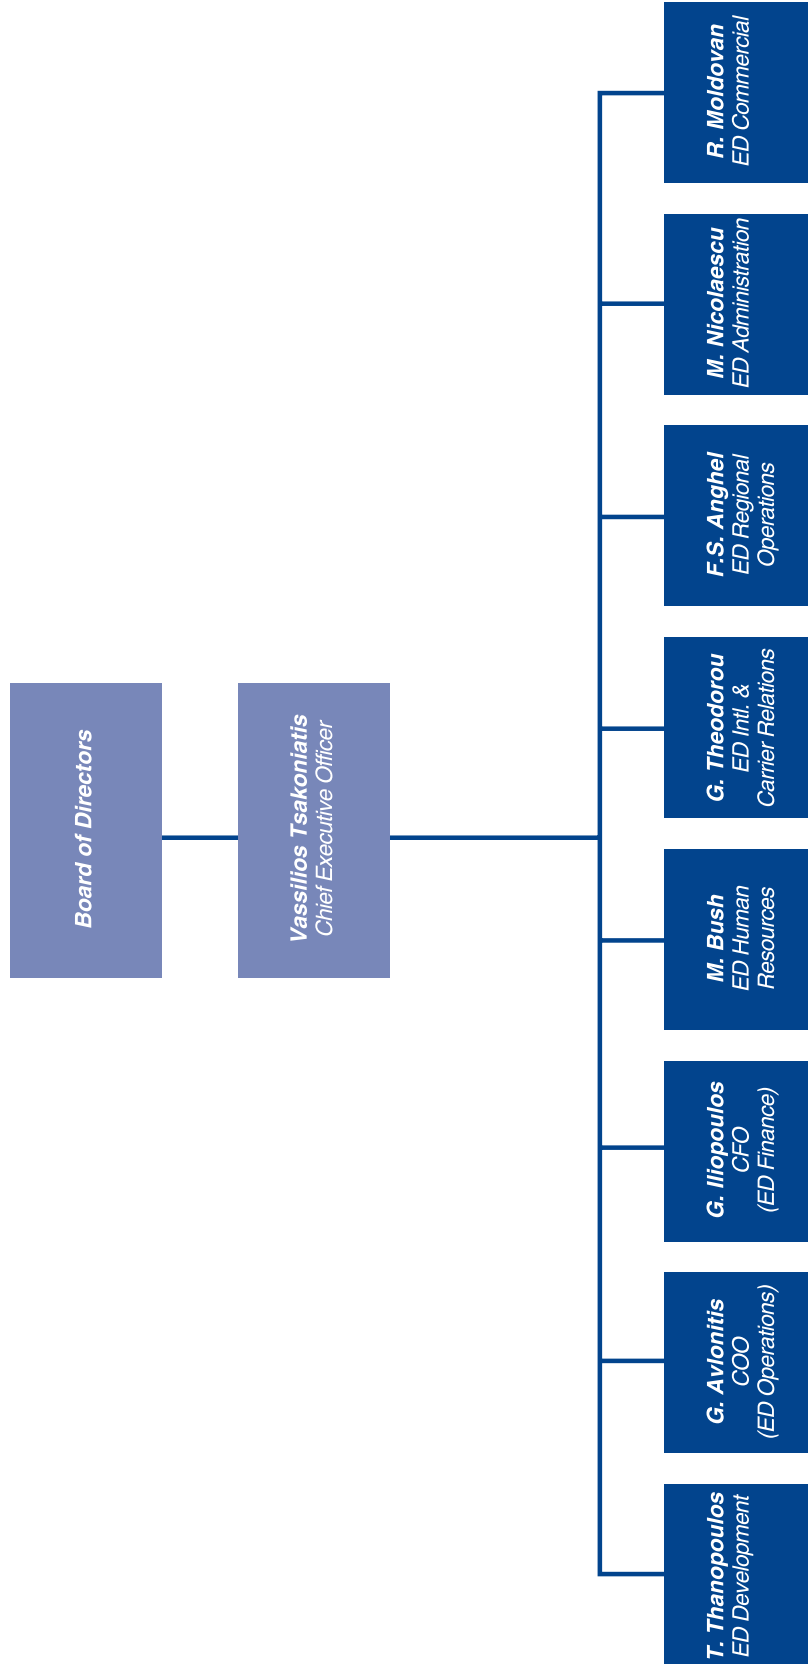 Board of Directors
Vassilios Tsakoniatis
Chief Executive Officer
T. Thanopoulos
ED Development
G. Avlonitis
COO
(ED Operations)
G. Iliopoulos
CFO
(ED Finance)
M. Bush
ED Human
Resources
G. Theodorou
ED Intl. &
Carrier Relations
F.S. Anghel
ED Regional
Operations
M. Nicolaescu
ED Administration
R. Moldovan
ED Commercial